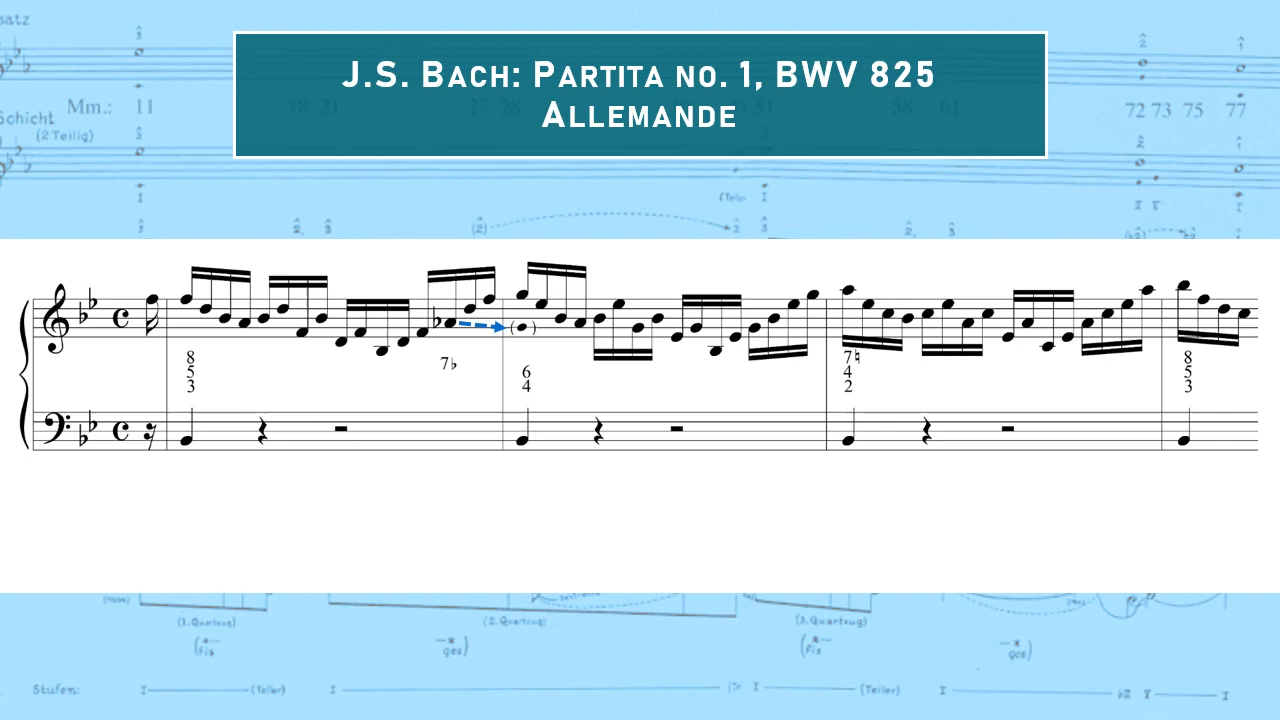 J.S. BACH: PARTITA NO. 1, BWV 825
ALLEMANDE
satz
Mm.: 11 18 21 27 28 51 58 61 72 73 75 77
Schicht
(2 Teilig)
(Teiler I
(2)
8 7♭ 6 7♮ 8
5 4 4 5
3 2 3
(1. Quartzug) (2. Quartzug) (3. Quartzug)
(fis ges) (fis ges)
Stufen: I (Teiler) I I (Teiler) I V I